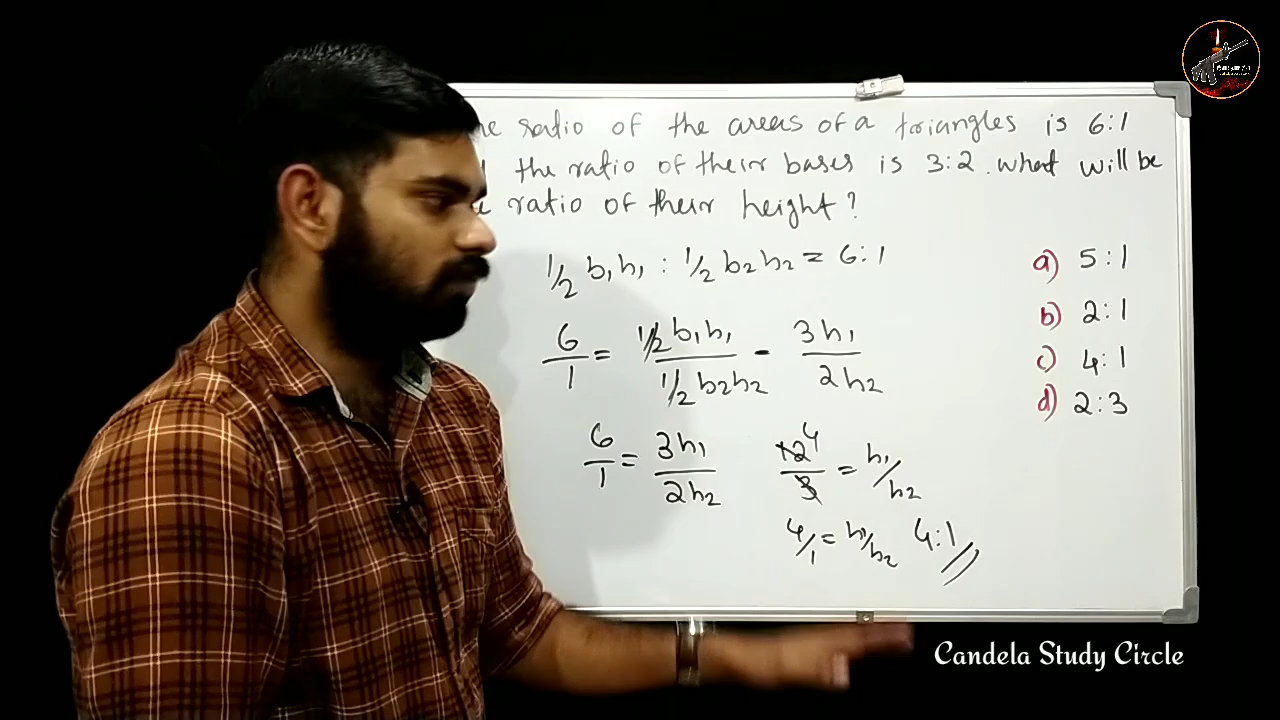 ratio of the areas of a triangles is 6:1
the ratio of their bases is 3:2. what will be
ratio of their height?
1/2 b₁h₁ : 1/2 b₂h₂ = 6:1
a) 5:1
b) 2:1
c) 4:1
d) 2:3
6/1 = 1/2 b₁h₁ / 1/2 b₂h₂ - 3h₁/2h₂
6/1 = 3h₁/2h₂
12 4/3 = h₁/h₂
4/1 = h₁/h₂ 4:1
Candela Study Circle